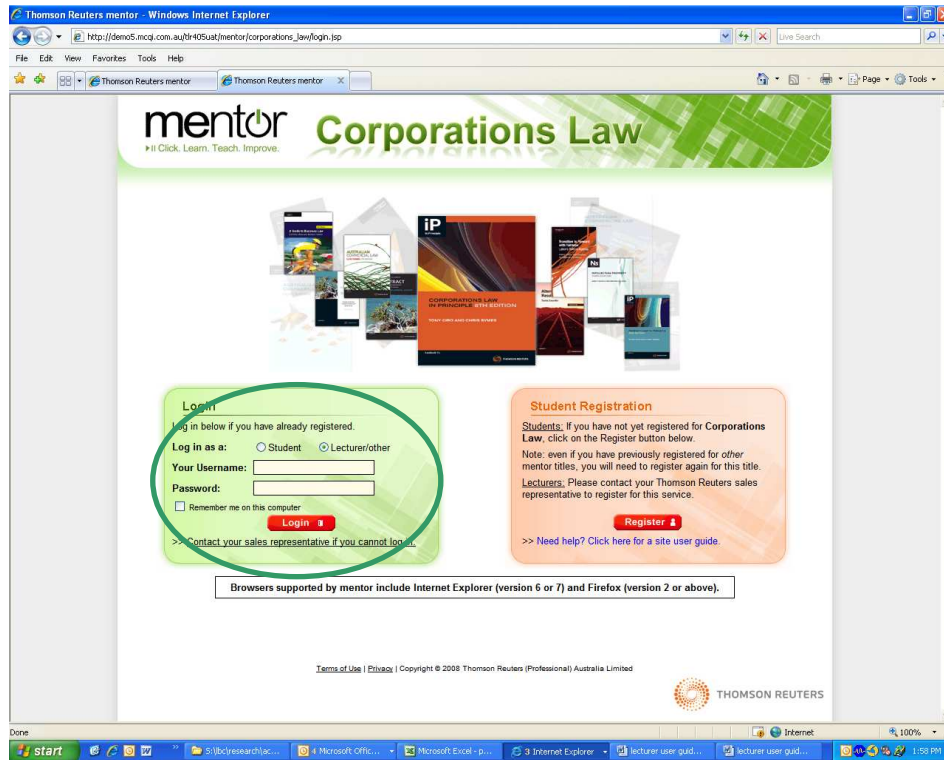 Thomson Reuters mentor - Windows Internet Explorer
http://demo5.mcqi.com.au/tlr405uat/mentor/corporations_law/login.jsp
Live Search
File Edit View Favorites Tools Help
Thomson Reuters mentor
Thomson Reuters mentor
Page
Tools
mentor
Click. Learn. Teach. Improve.
Corporations Law
iP
CORPORATIONS LAW
IN PRINCIPLE 8TH EDITION
THOMSON REUTERS
Login
Log in below if you have already registered.
Log in as a: Student Lecturer/other
Your Username:
Password:
Remember me on this computer
Login
>> Contact your sales representative if you cannot log in.
Student Registration
Students: If you have not yet registered for Corporations
Law, click on the Register button below.
Note: even if you have previously registered for other
mentor titles, you will need to register again for this title.
Lecturers: Please contact your Thomson Reuters sales
representative to register for this service.
Register
>> Need help? Click here for a site user guide.
Browsers supported by mentor include Internet Explorer (version 6 or 7) and Firefox (version 2 or above).
Terms of Use | Privacy | Copyright © 2008 Thomson Reuters (Professional) Australia Limited
THOMSON REUTERS
Done
Internet
100%
start
S:\lbc\research\ac...
4 Microsoft Offic...
Microsoft Excel - p...
3 Internet Explorer
lecturer user guid...
lecturer user guid...
1:58 PM